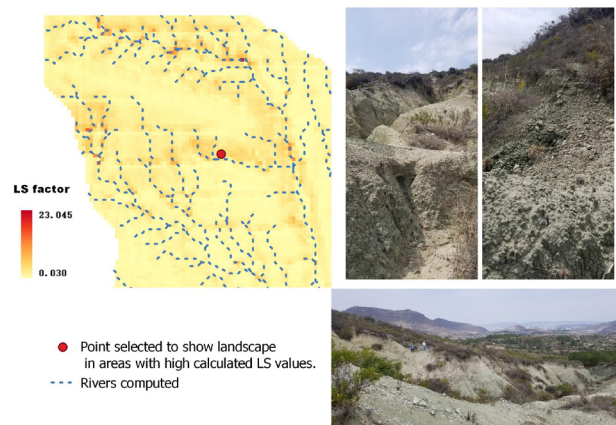 LS factor
23.045
0.030
Point selected to show landscape
in areas with high calculated LS values.
Rivers computed